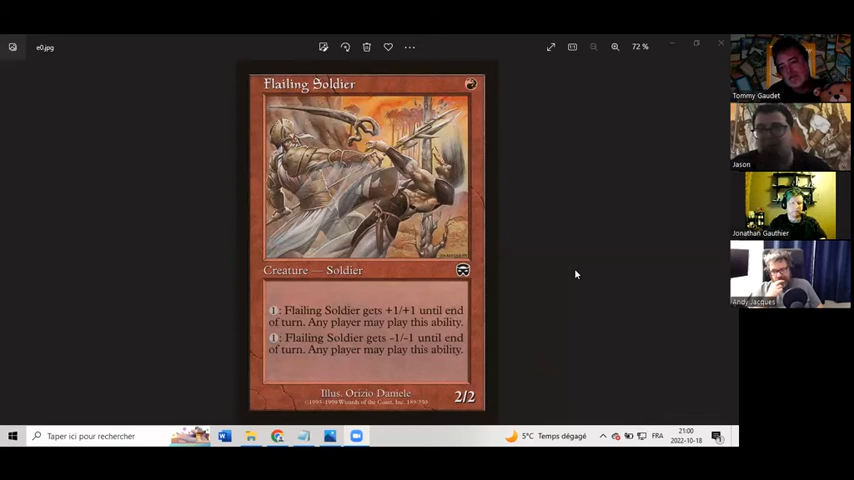 e0.jpg
72 %
Flailing Soldier
Creature — Soldier
1: Flailing Soldier gets +1/+1 until end
of turn. Any player may play this ability.
1: Flailing Soldier gets -1/-1 until end
of turn. Any player may play this ability.
Illus. Orizio Daniele
2/2
Tommy Gaudet
Jason
Jonathan Gauthier
Andy Jacques
Taper ici pour rechercher
5°C Temps dégagé
FRA
21:00
2022-10-18